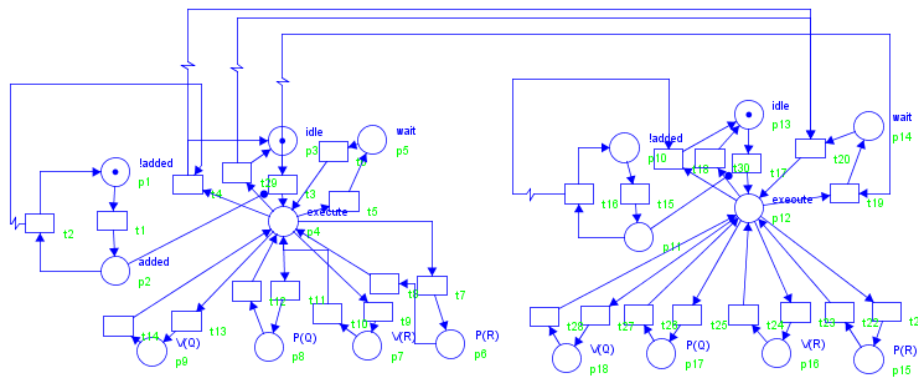 idle
p3
wait
p5
!added
p1
t4
t29
t3
t6
t5
t2
t1
execute
p4
added
p2
t7
t14
t13
t12
t11
t10
t9
t8
V(Q)
p9
P(Q)
p8
V(R)
p7
P(R)
p6
idle
p13
wait
p14
!added
p10
t18
t30
t17
t20
t16
t15
t19
execute
p12
p11
t26
t27
t28
t25
t24
t23
t22
V(Q)
p18
P(Q)
p17
V(R)
p16
P(R)
p15